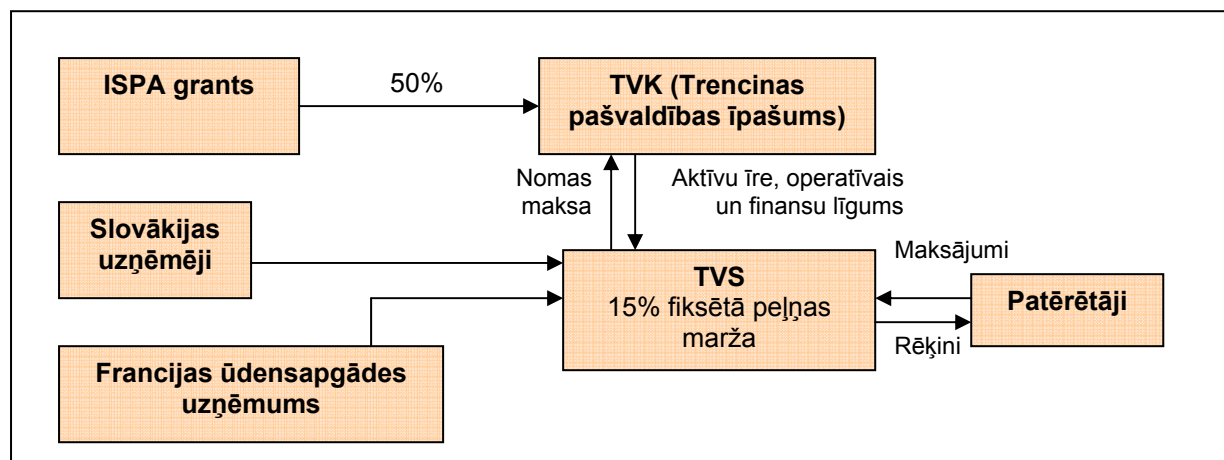 ISPA grants
50%
TVK (Trencinas
pašvaldības īpašums)
Nomas
maksa
Aktīvu īre, operatīvais
un finansu līgums
Slovākijas
uzņēmēji
TVS
15% fiksētā peļņas
marža
Maksājumi
Patērētāji
Rēķini
Francijas ūdensapgādes
uzņēmums